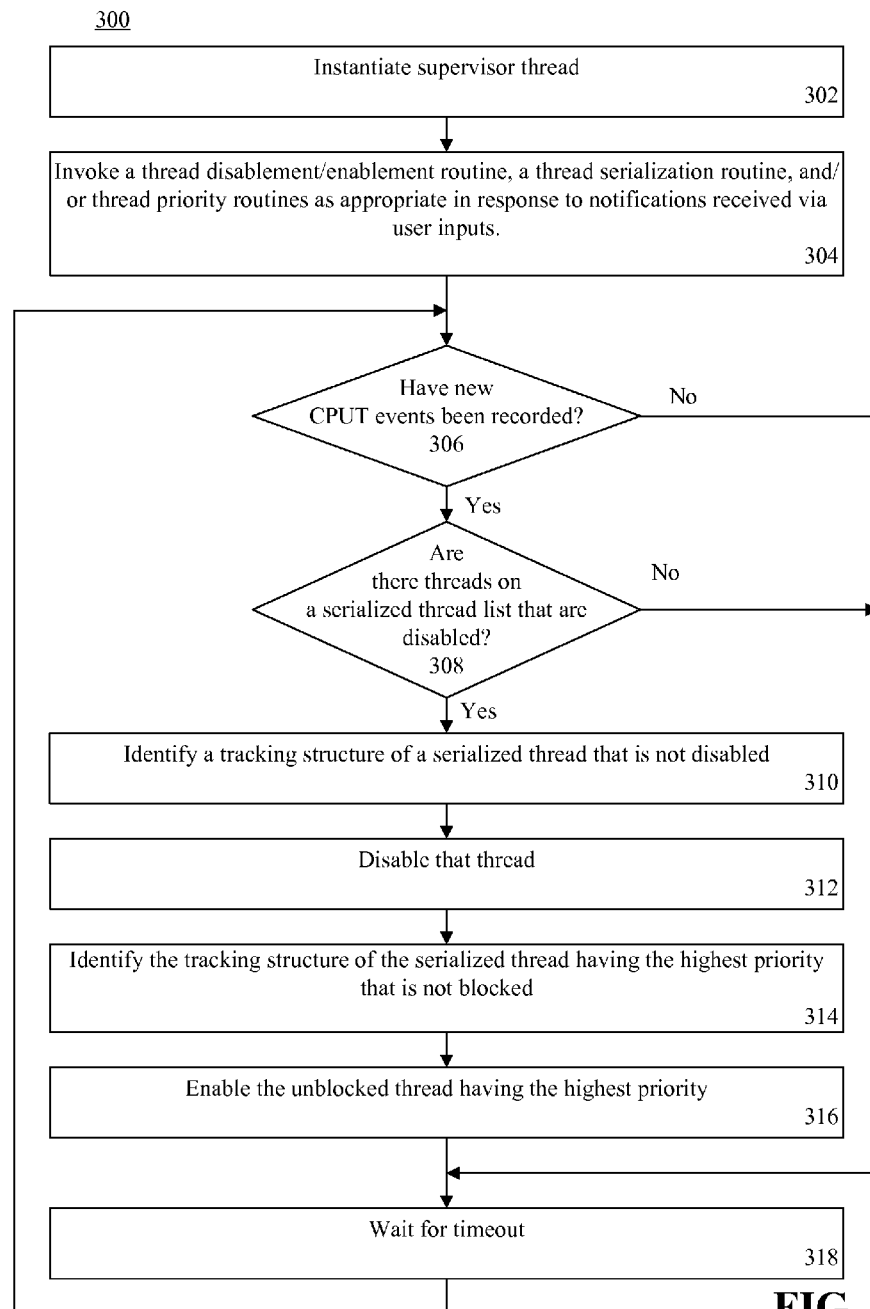 300
Instantiate supervisor thread
302
Invoke a thread disablement/enablement routine, a thread serialization routine, and/
or thread priority routines as appropriate in response to notifications received via
user inputs.
304
Have new
CPUT events been recorded?
306
No
Yes
Are
there threads on
a serialized thread list that are
disabled?
308
No
Yes
Identify a tracking structure of a serialized thread that is not disabled
310
Disable that thread
312
Identify the tracking structure of the serialized thread having the highest priority
that is not blocked
314
Enable the unblocked thread having the highest priority
316
Wait for timeout
318
FIG